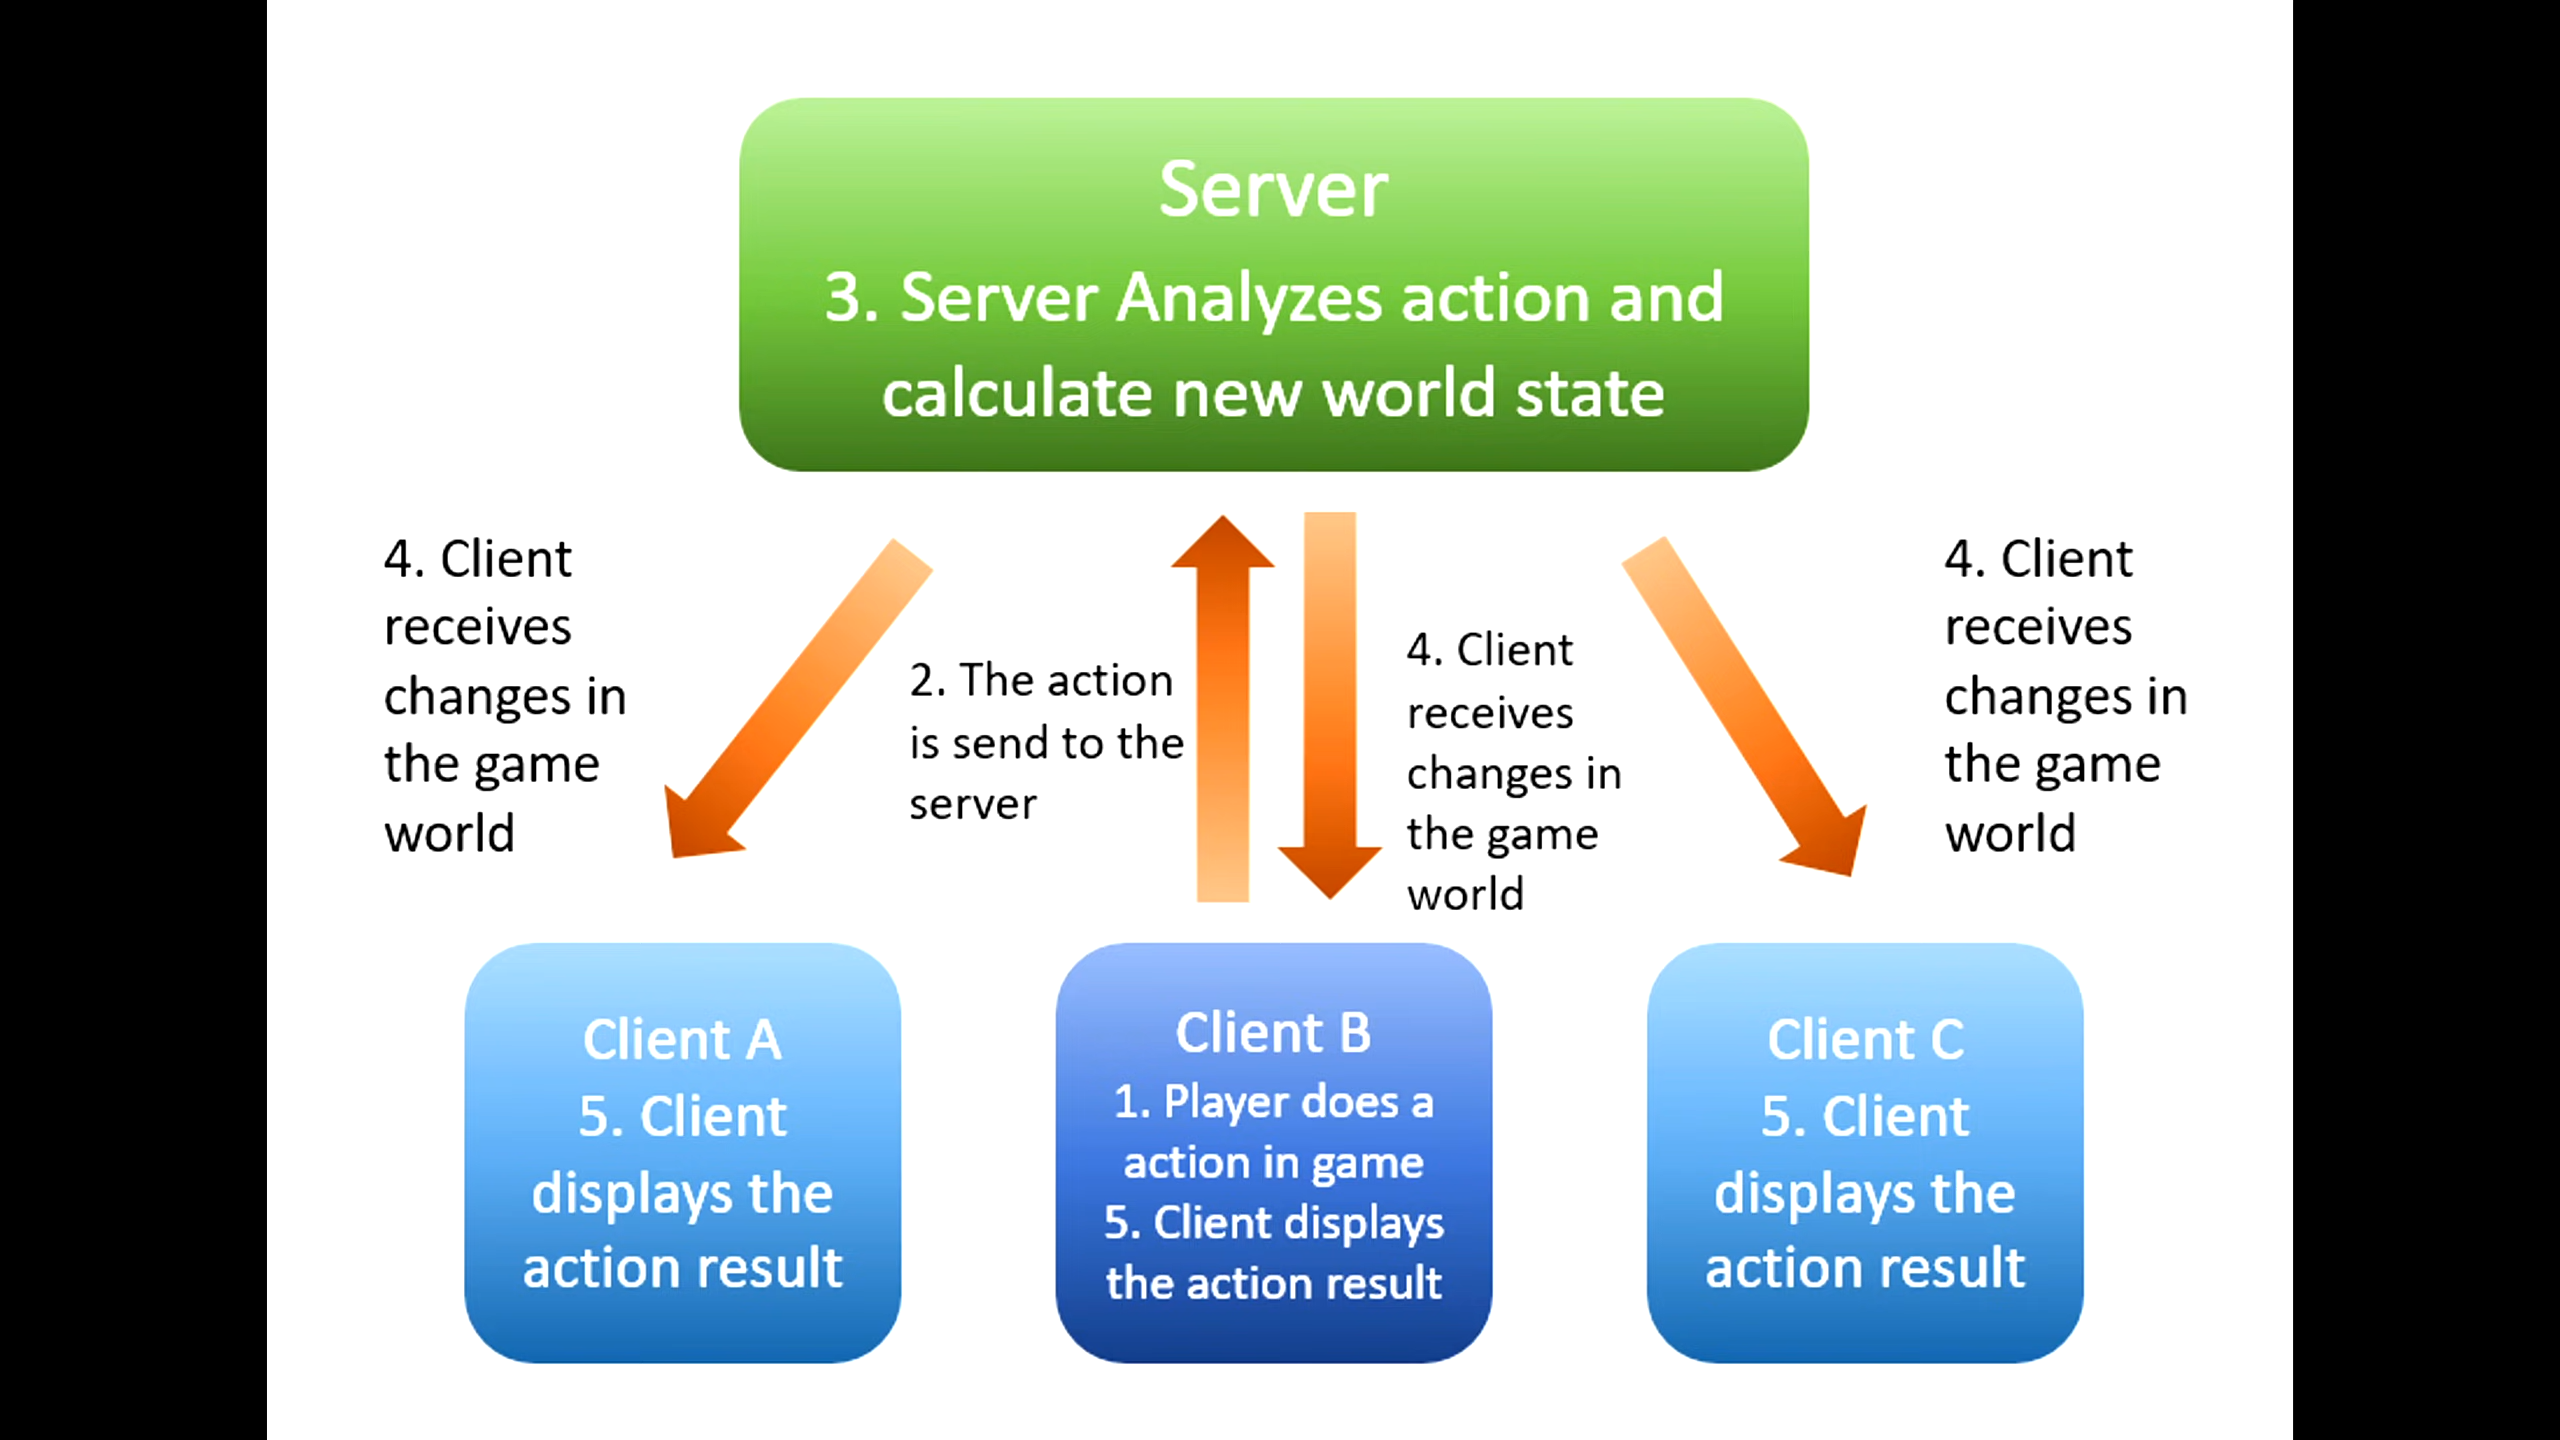 Server
3. Server Analyzes action and
calculate new world state
4. Client
receives
changes in
the game
world
2. The action
is send to the
server
4. Client
receives
changes in
the game
world
4. Client
receives
changes in
the game
world
Client A
5. Client
displays the
action result
Client B
1. Player does a
action in game
5. Client displays
the action result
Client C
5. Client
displays the
action result